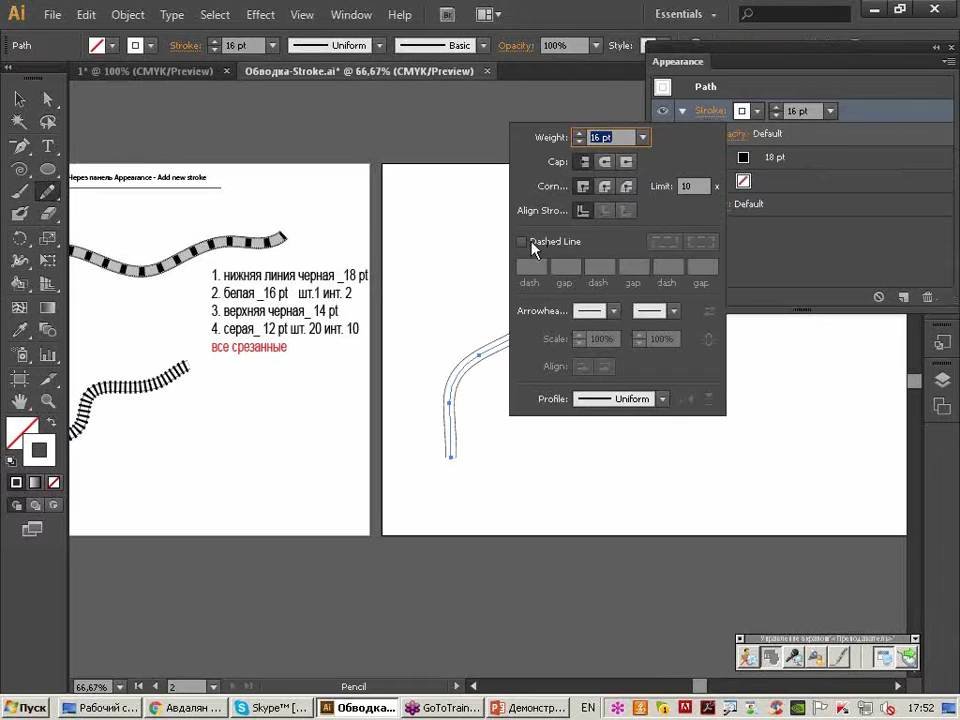 Ai File Edit Object Type Select Effect View Window Help Br Essentials
Path Stroke: 16 pt Uniform Basic Opacity: 100% Style:
1* @ 100% (CMYK/Preview) × Обводка-Stroke.ai* @ 66,67% (CMYK/Preview) ×
Appearance
Path
Stroke: 16 pt
Default
18 pt
Default
Weight: 16 pt
Cap:
Corn... Limit: 10 x
Align Stro...
Dashed Line
dash gap dash gap dash gap
Arrowhea...
Scale: 100% 100%
Align:
Profile: Uniform
Через панель Appearance - Add new stroke
1. нижняя линия черная _18 pt
2. белая _16 pt шт.1 инт. 2
3. верхняя черная_ 14 pt
4. серая_ 12 pt шт. 20 инт. 10
все срезанные
66,67% 2 Pencil
Пуск Рабочий с... Авдалян ... Skype™ [... Обводка... GoToTrain... Демонстр... EN 17:52